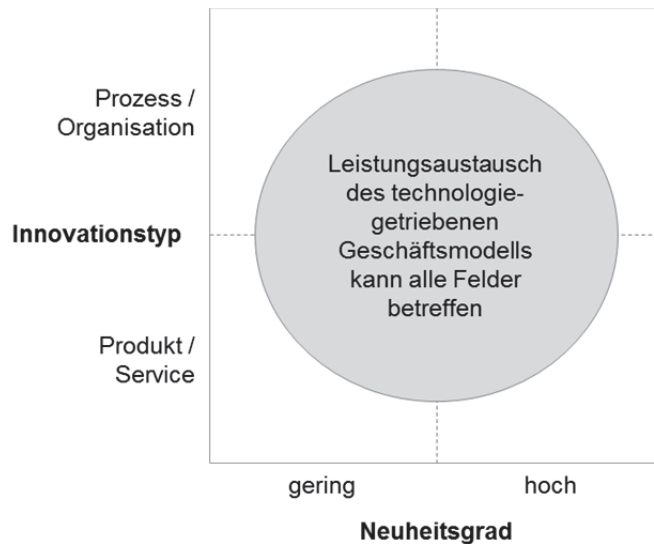 Prozess /
Organisation
Leistungsaustausch
des technologie-
getriebenen
Geschäftsmodells
kann alle Felder
betreffen
Innovationstyp
Produkt /
Service
gering
hoch
Neuheitsgrad